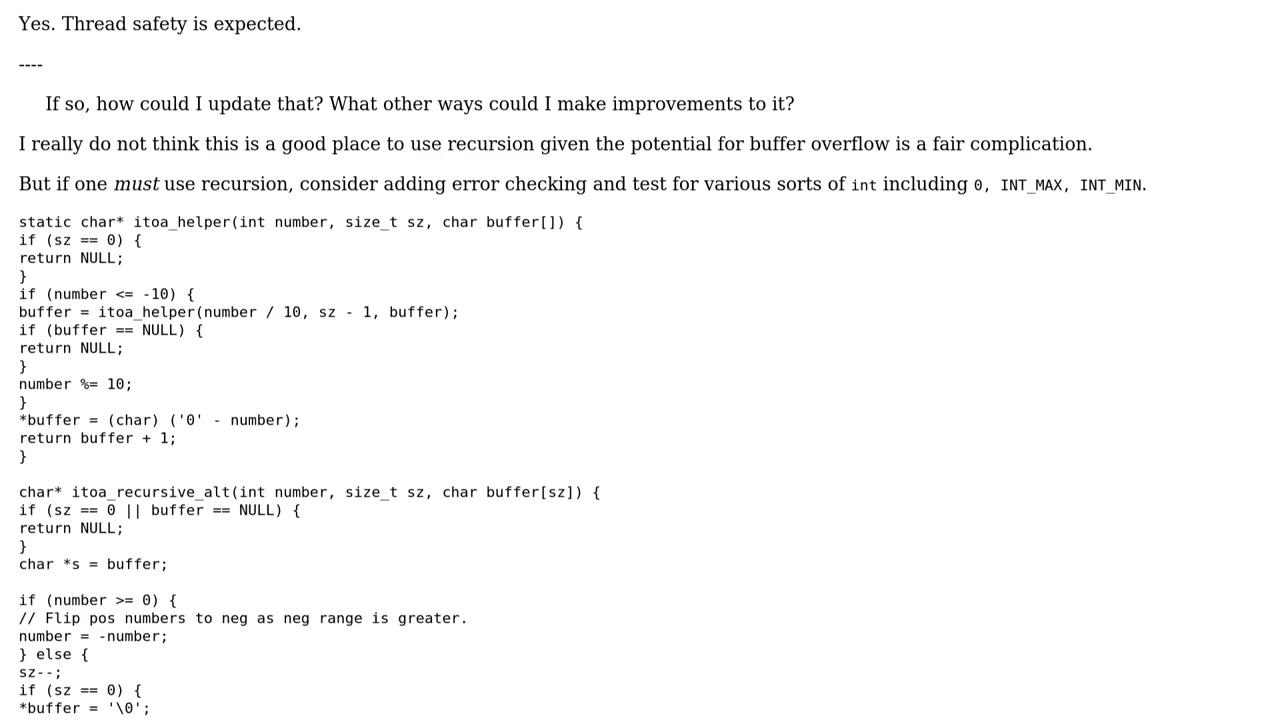 Yes. Thread safety is expected.
----
If so, how could I update that? What other ways could I make improvements to it?
I really do not think this is a good place to use recursion given the potential for buffer overflow is a fair complication.
But if one must use recursion, consider adding error checking and test for various sorts of int including 0, INT_MAX, INT_MIN.
static char* itoa_helper(int number, size_t sz, char buffer[]) {
if (sz == 0) {
return NULL;
}
if (number <= -10) {
buffer = itoa_helper(number / 10, sz - 1, buffer);
if (buffer == NULL) {
return NULL;
}
number %= 10;
}
*buffer = (char) ('0' - number);
return buffer + 1;
}
char* itoa_recursive_alt(int number, size_t sz, char buffer[sz]) {
if (sz == 0 || buffer == NULL) {
return NULL;
}
char *s = buffer;
if (number >= 0) {
// Flip pos numbers to neg as neg range is greater.
number = -number;
} else {
sz--;
if (sz == 0) {
*buffer = '\0';